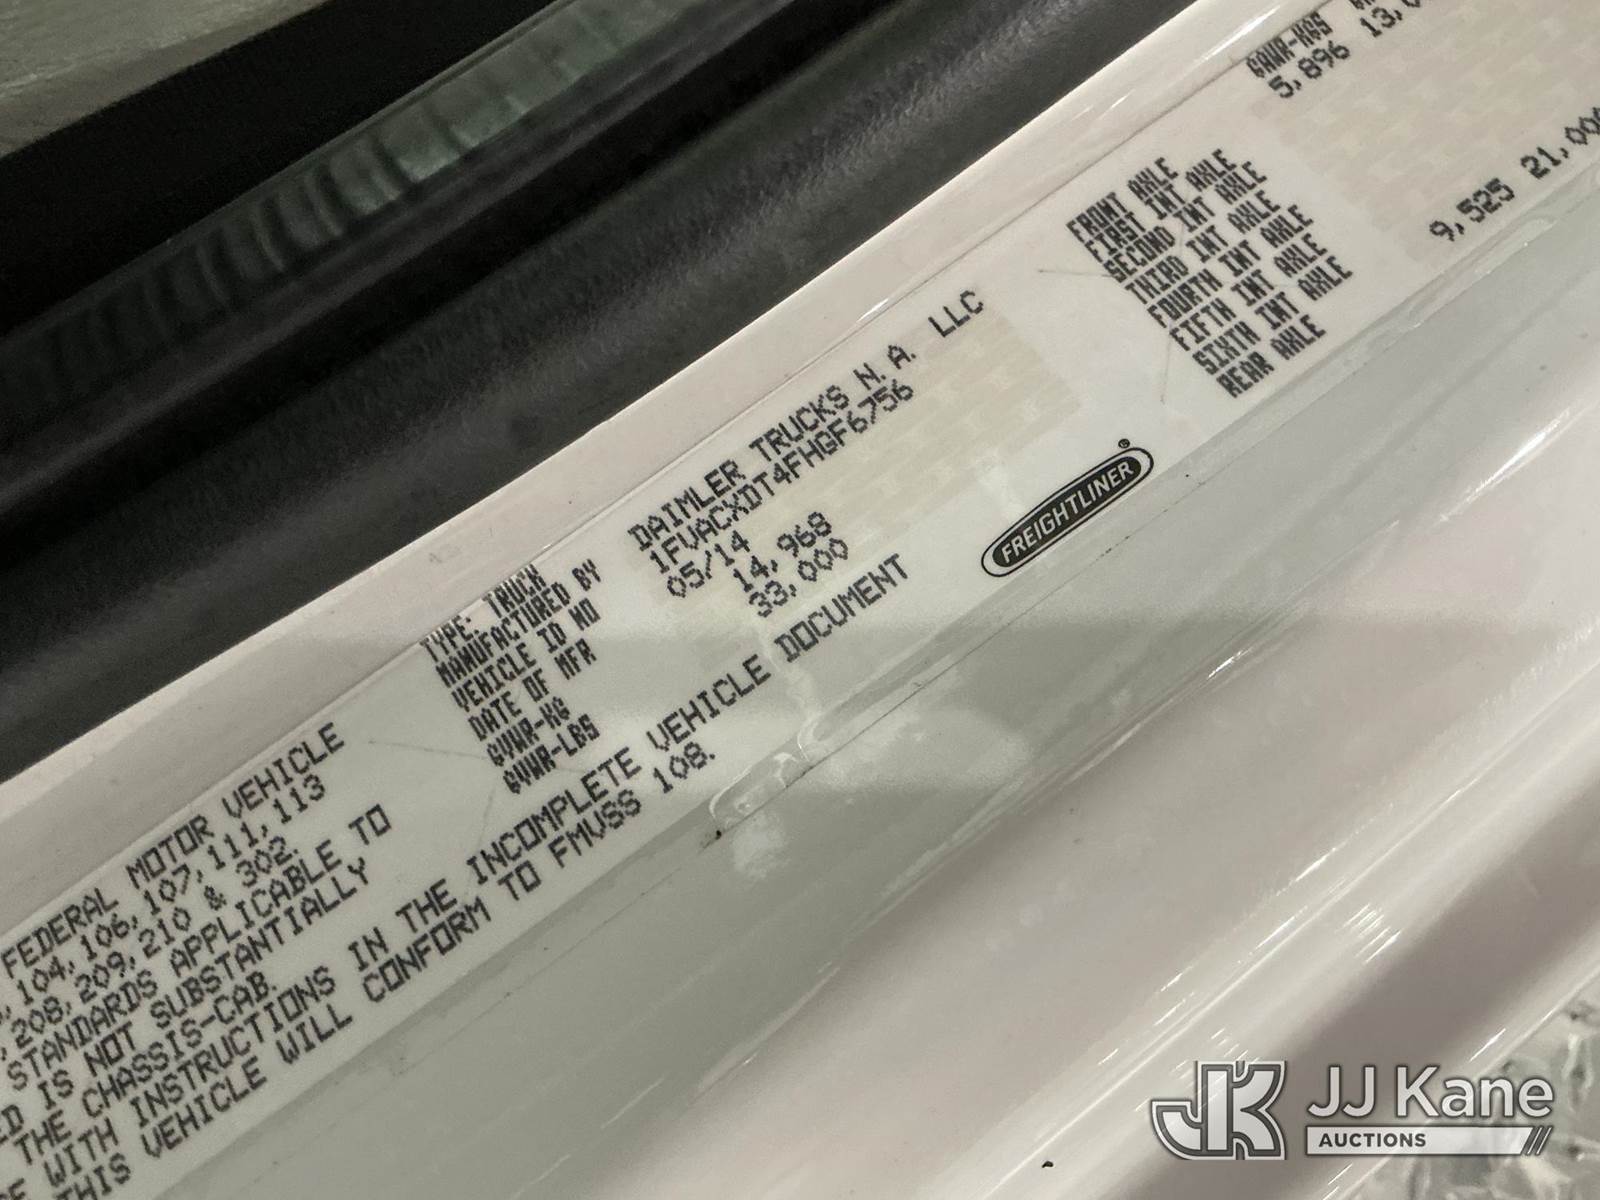 FEDERAL MOTOR VEHICLE
104, 106, 107, 111, 113
208, 209, 210 & 302.
STANDARDS APPLICABLE TO
IS NOT SUBSTANTIALLY
THE CHASSIS-CAB.
WITH INSTRUCTIONS IN THE INCOMPLETE VEHICLE DOCUMENT
THIS VEHICLE WILL CONFORM TO FMVSS 108.
TYPE: TRUCK
MANUFACTURED BY DAIMLER TRUCKS N. A. LLC
VEHICLE ID NO 1FVACXDT4FHGF6756
DATE OF MFR 05/14
GVWR-KG 14,968
GVWR-LBS 33,000
FREIGHTLINER®
GAWR-KGS
FRONT AXLE 5,896
FIRST INT AXLE
SECOND INT AXLE
THIRD INT AXLE
FOURTH INT AXLE
FIFTH INT AXLE
SIXTH INT AXLE
REAR AXLE 9,525 21,000
JJ Kane
AUCTIONS